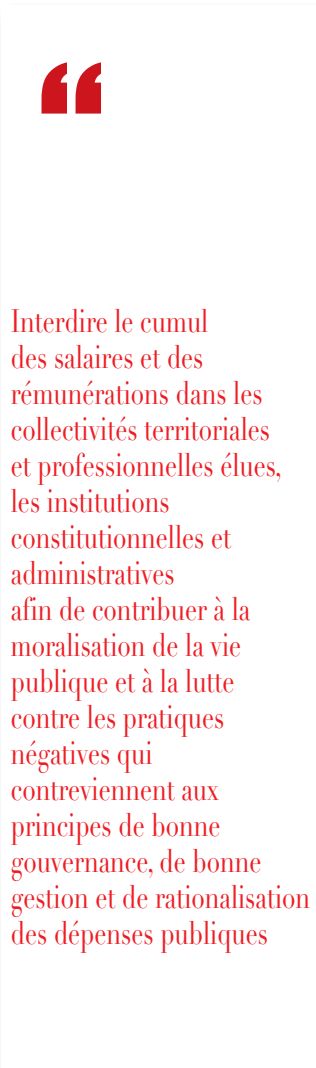 “
Interdire le cumul
des salaires et des
rémunérations dans les
collectivités territoriales
et professionnelles élues,
les institutions
constitutionnelles et
administratives
afin de contribuer à la
moralisation de la vie
publique et à la lutte
contre les pratiques
négatives qui
contreviennent aux
principes de bonne
gouvernance, de bonne
gestion et de rationalisation
des dépenses publiques